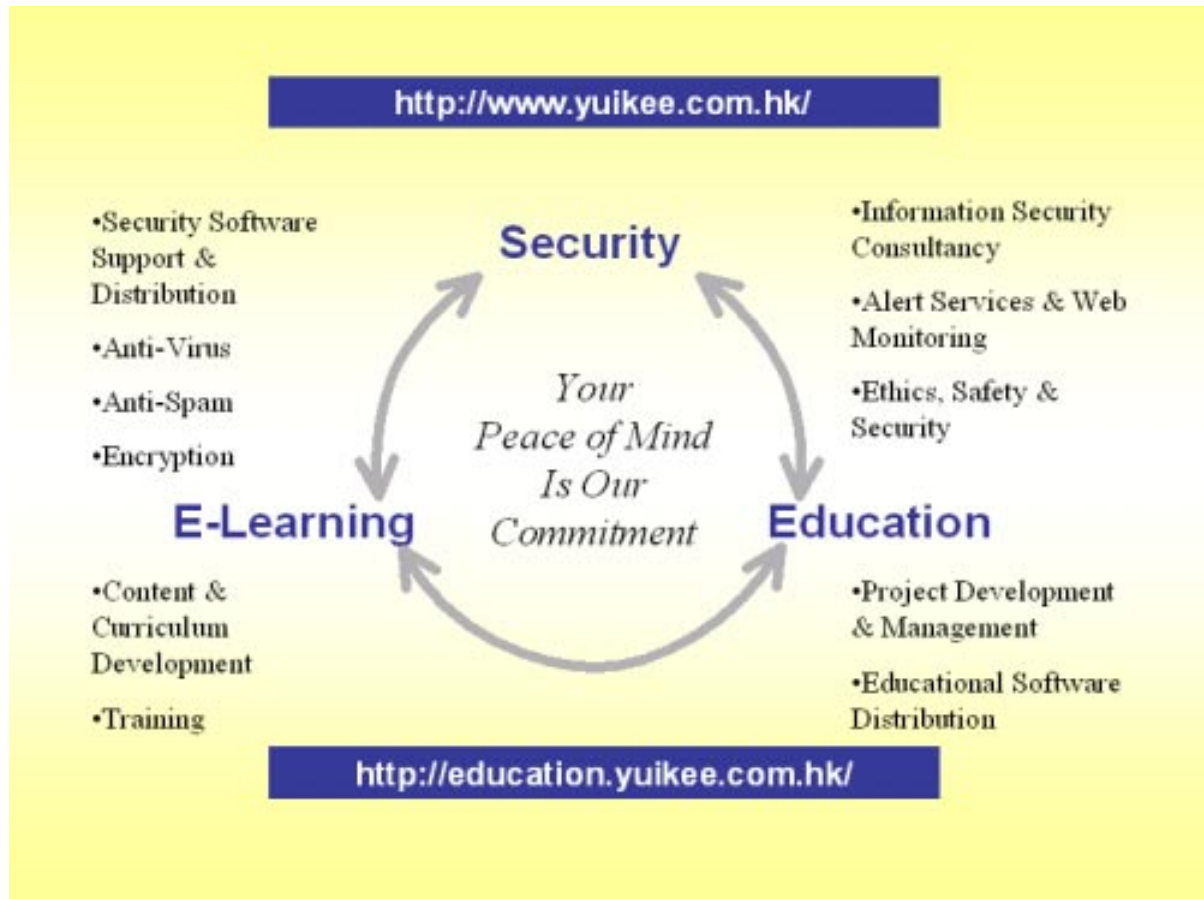 http://www.yuikee.com.hk/
•Security Software
Support &
Distribution
•Anti-Virus
•Anti-Spam
•Encryption
Security
•Information Security
Consultancy
•Alert Services & Web
Monitoring
•Ethics, Safety &
Security
Your
Peace of Mind
Is Our
Commitment
E-Learning
Education
•Content &
Curriculum
Development
•Training
•Project Development
& Management
•Educational Software
Distribution
http://education.yuikee.com.hk/